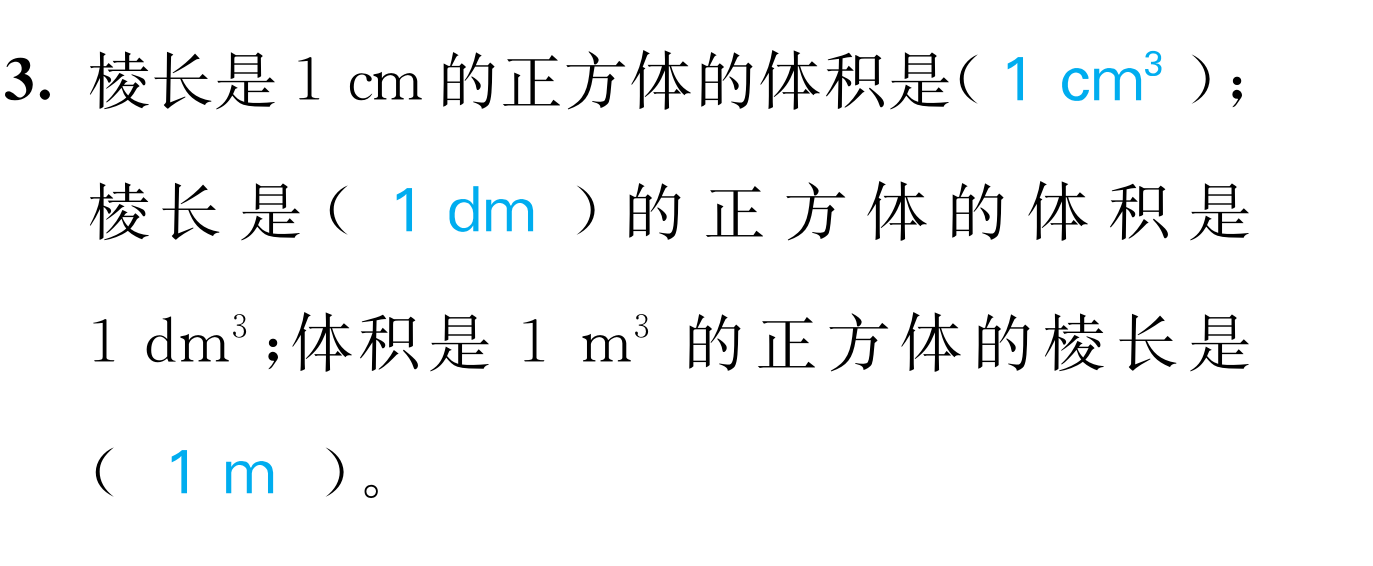 3. 棱长是 1 cm 的正方体的体积是( 1 cm³ );
棱长是( 1 dm )的正方体的体积是
1 dm³;体积是 1 m³ 的正方体的棱长是
( 1 m )。